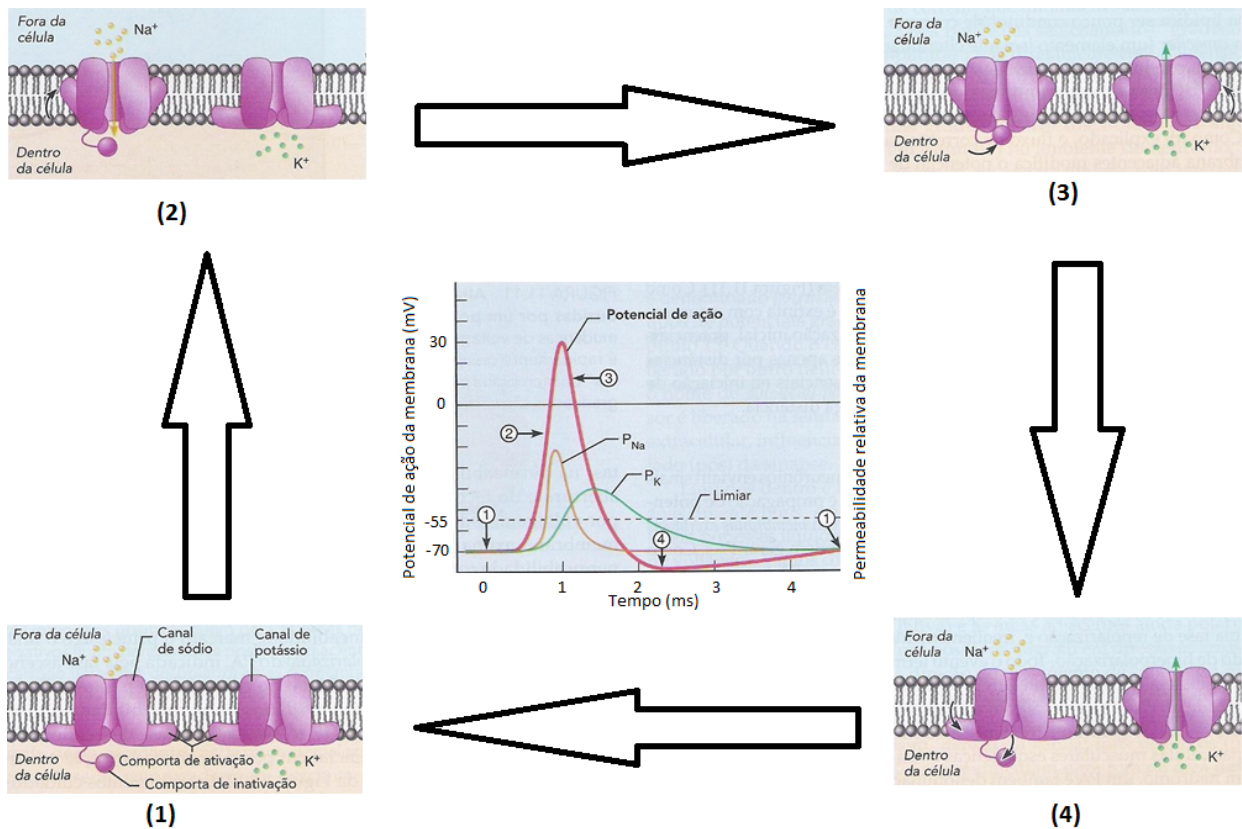 Fora da
célula
Na⁺
Dentro
da célula
K⁺
(2)
Fora da
célula
Na⁺
Dentro
da célula
K⁺
(3)
Potencial de ação da membrana (mV)
Permeabilidade relativa da membrana
Potencial de ação
30
3
0
2
P Na
P K
Limiar
1
1
-55
4
-70
0
1
2
3
4
Tempo (ms)
Fora da célula
Na⁺
Canal
de sódio
Canal de
potássio
Dentro
da célula
Comporta de ativação
K⁺
Comporta de inativação
(1)
Fora da
célula
Na⁺
Dentro
da célula
K⁺
(4)